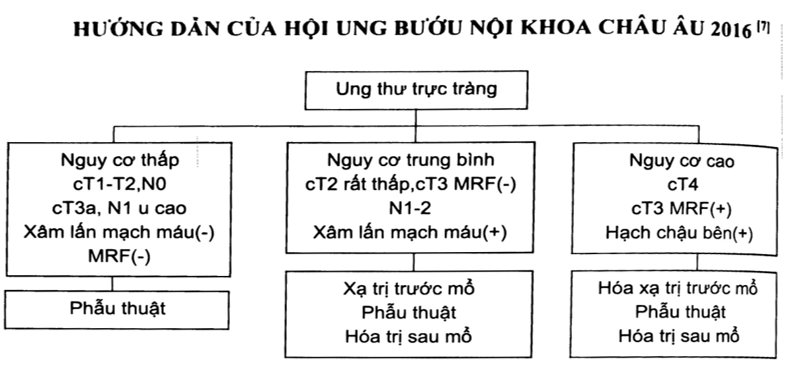 HƯỚNG DẪN CỦA HỘI UNG BƯỚU NỘI KHOA CHÂU ÂU 2016 [7]
Ung thư trực tràng
Nguy cơ thấp
cT1-T2,N0
cT3a, N1 u cao
Xâm lấn mạch máu(-)
MRF(-)
Phẫu thuật
Nguy cơ trung bình
cT2 rất thấp,cT3 MRF(-)
N1-2
Xâm lấn mạch máu(+)
Xạ trị trước mổ
Phẫu thuật
Hóa trị sau mổ
Nguy cơ cao
cT4
cT3 MRF(+)
Hạch chậu bên(+)
Hóa xạ trị trước mổ
Phẫu thuật
Hóa trị sau mổ